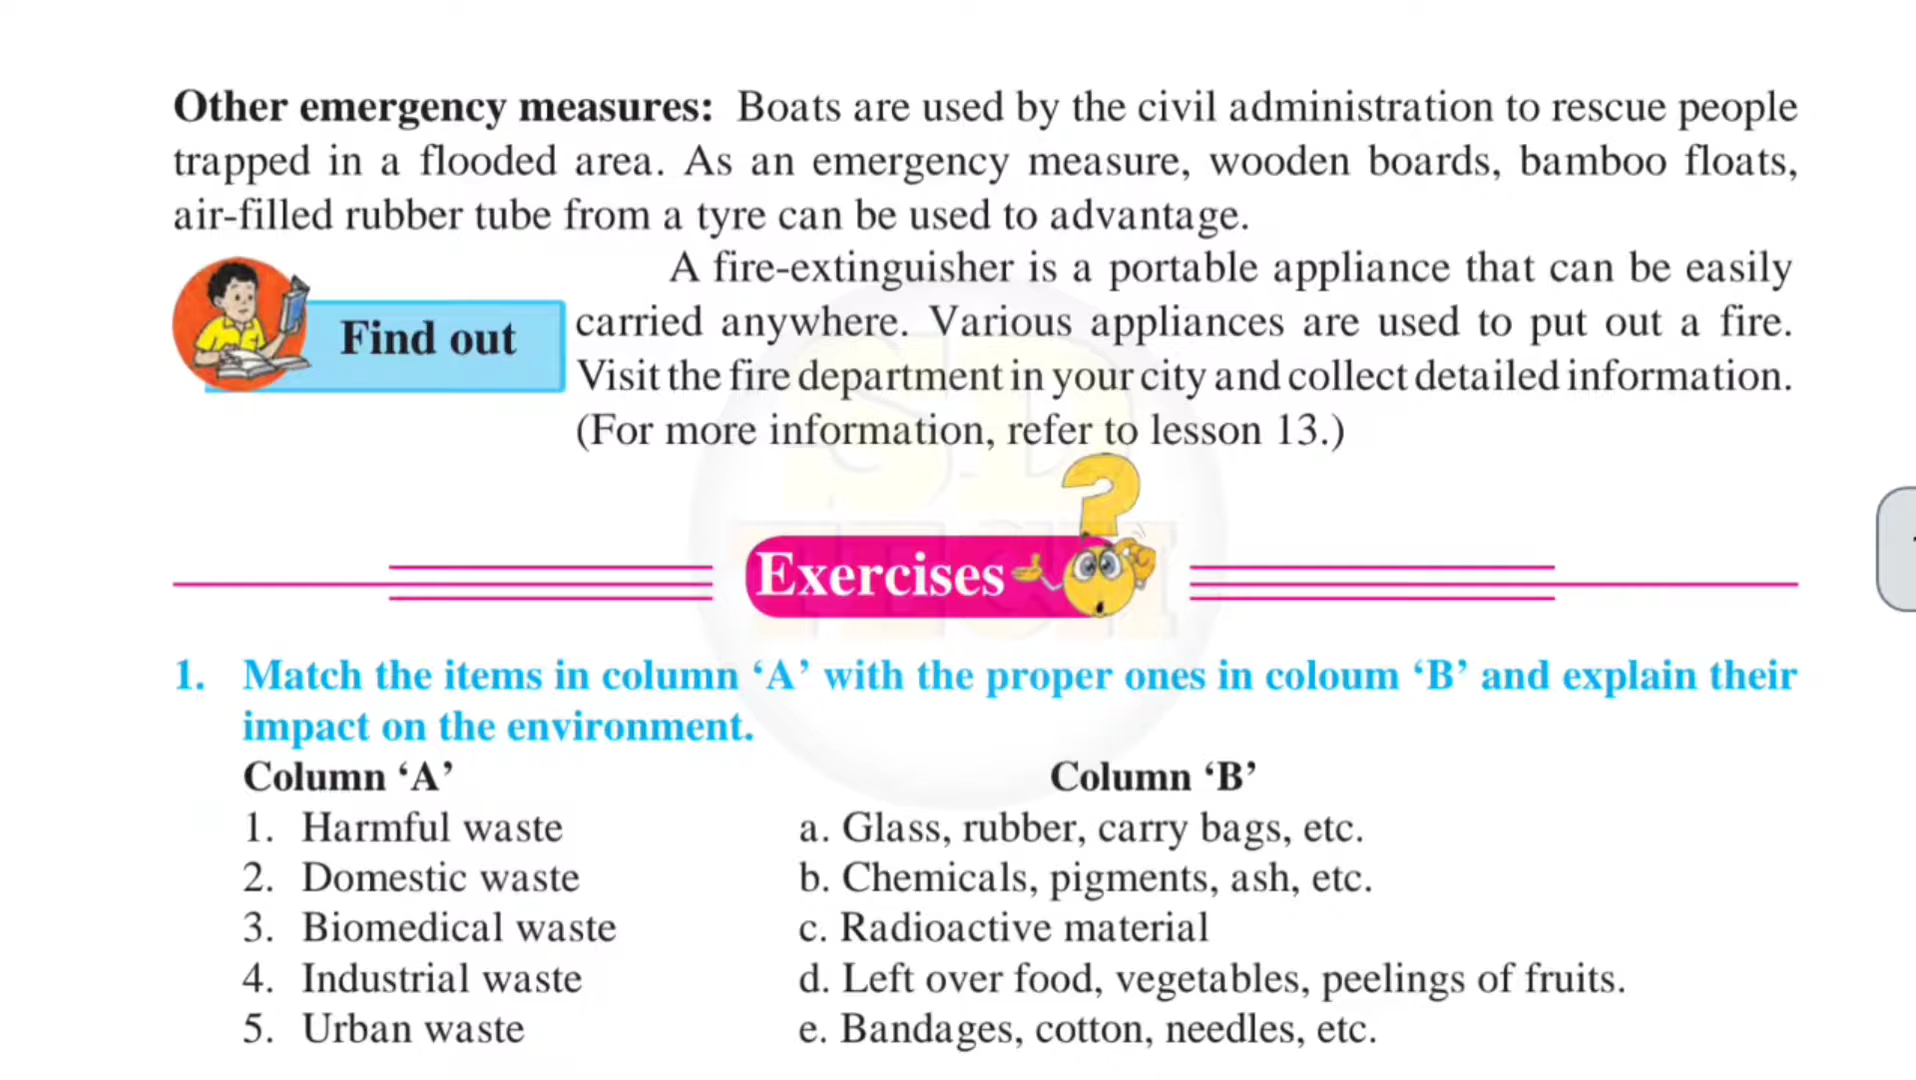 Other emergency measures: Boats are used by the civil administration to rescue people
trapped in a flooded area. As an emergency measure, wooden boards, bamboo floats,
air-filled rubber tube from a tyre can be used to advantage.
A fire-extinguisher is a portable appliance that can be easily
Find out
carried anywhere. Various appliances are used to put out a fire.
Visit the fire department in your city and collect detailed information.
(For more information, refer to lesson 13.)
SD
TECH
Exercises
1. Match the items in column ‘A’ with the proper ones in coloum ‘B’ and explain their
impact on the environment.
Column ‘A’ Column ‘B’
1. Harmful waste a. Glass, rubber, carry bags, etc.
2. Domestic waste b. Chemicals, pigments, ash, etc.
3. Biomedical waste c. Radioactive material
4. Industrial waste d. Left over food, vegetables, peelings of fruits.
5. Urban waste e. Bandages, cotton, needles, etc.